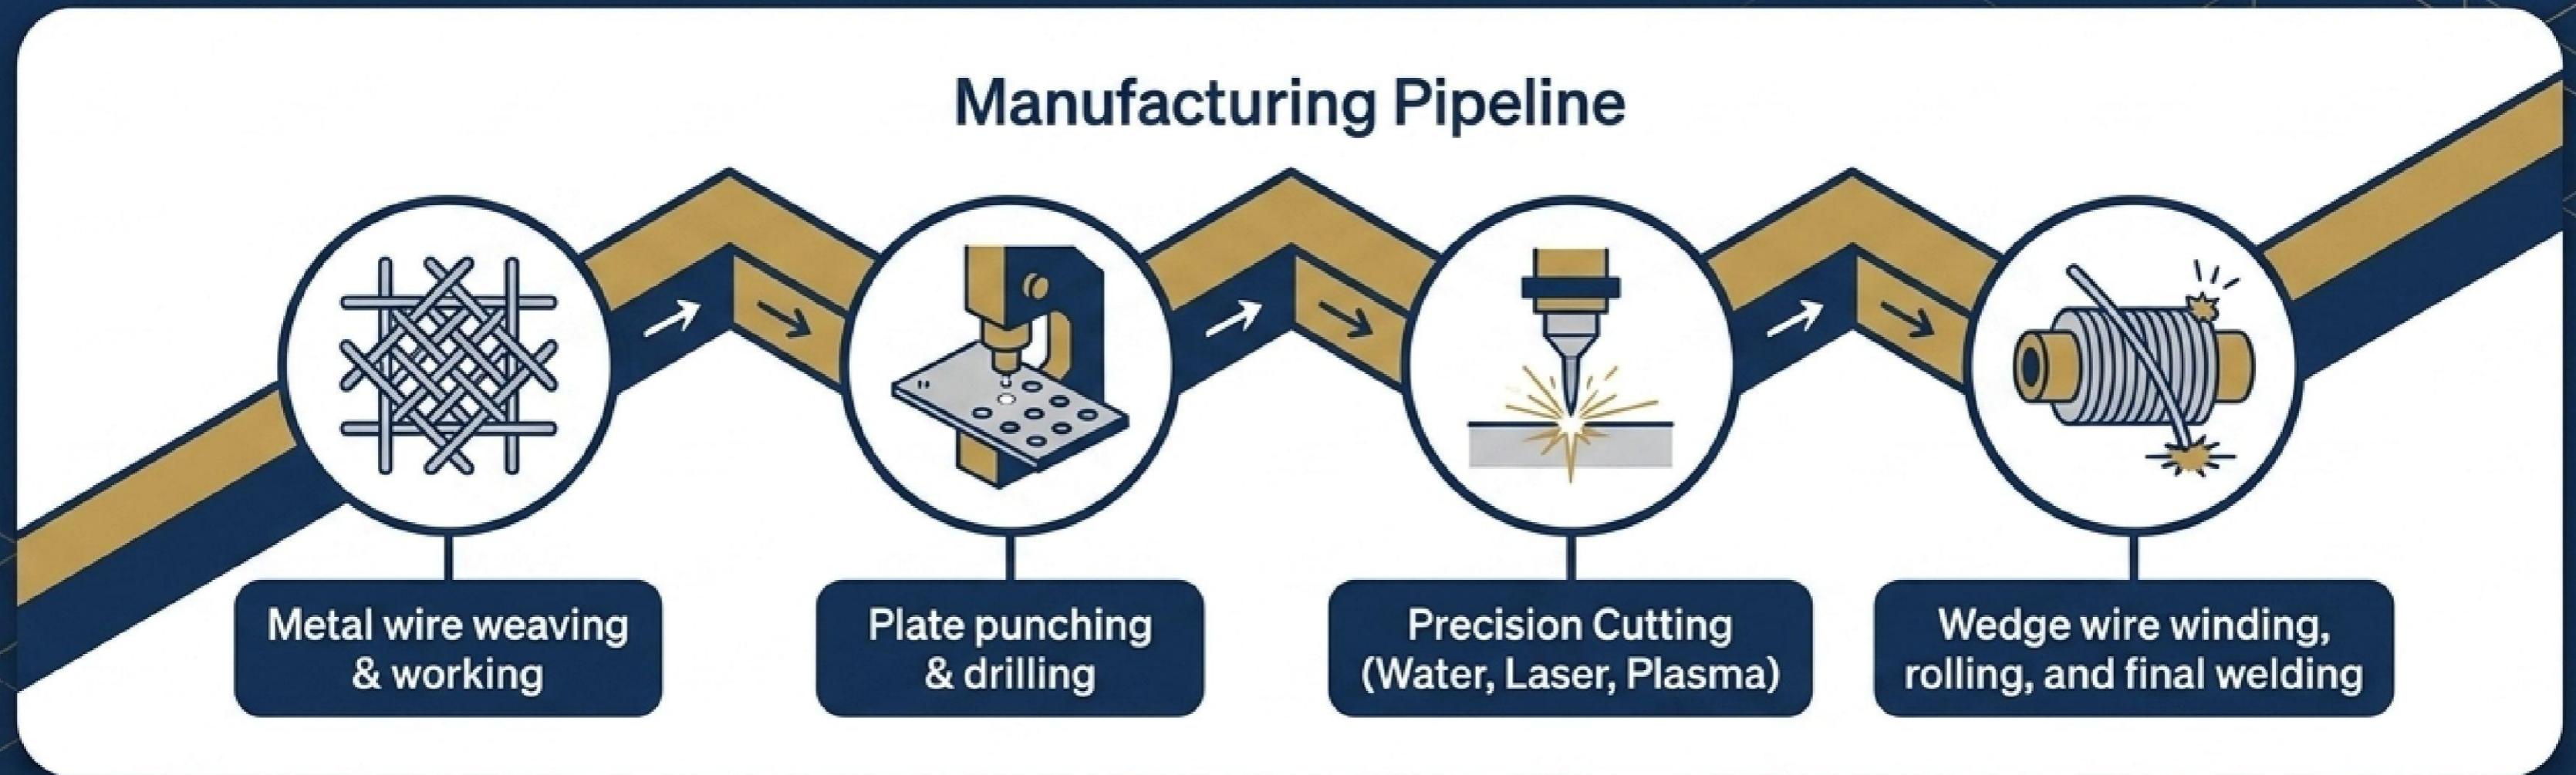 Manufacturing Pipeline
Metal wire weaving
& working
Plate punching
& drilling
Precision Cutting
(Water, Laser, Plasma)
Wedge wire winding,
rolling, and final welding